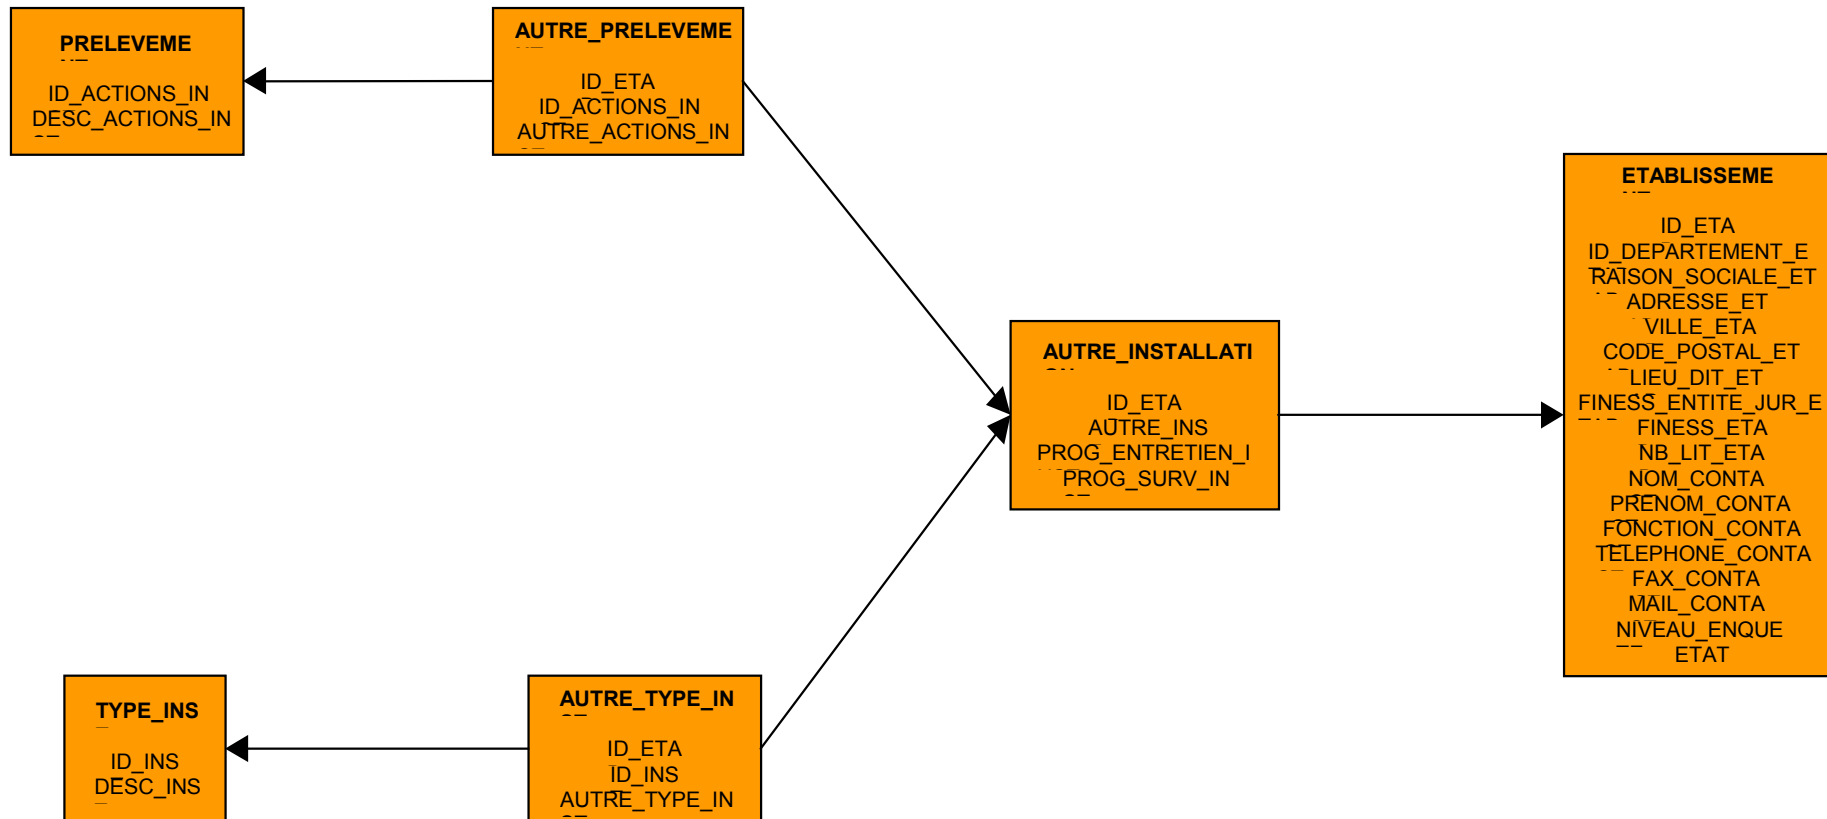 PRELEVEME
ID_ACTIONS_IN
DESC_ACTIONS_IN
AUTRE_PRELEVEME
ID_ETA
ID_ACTIONS_IN
AUTRE_ACTIONS_IN
ETABLISSEME
ID_ETA
ID_DEPARTEMENT_E
RAISON_SOCIALE_ET
ADRESSE_ET
VILLE_ETA
CODE_POSTAL_ET
LIEU_DIT_ET
FINESS_ENTITE_JUR_E
FINESS_ETA
NB_LIT_ETA
NOM_CONTA
PRENOM_CONTA
FONCTION_CONTA
TELEPHONE_CONTA
FAX_CONTA
MAIL_CONTA
NIVEAU_ENQUE
ETAT
AUTRE_INSTALLATI
ID_ETA
AUTRE_INS
PROG_ENTRETIEN_I
PROG_SURV_IN
TYPE_INS
ID_INS
DESC_INS
AUTRE_TYPE_IN
ID_ETA
ID_INS
AUTRE_TYPE_IN